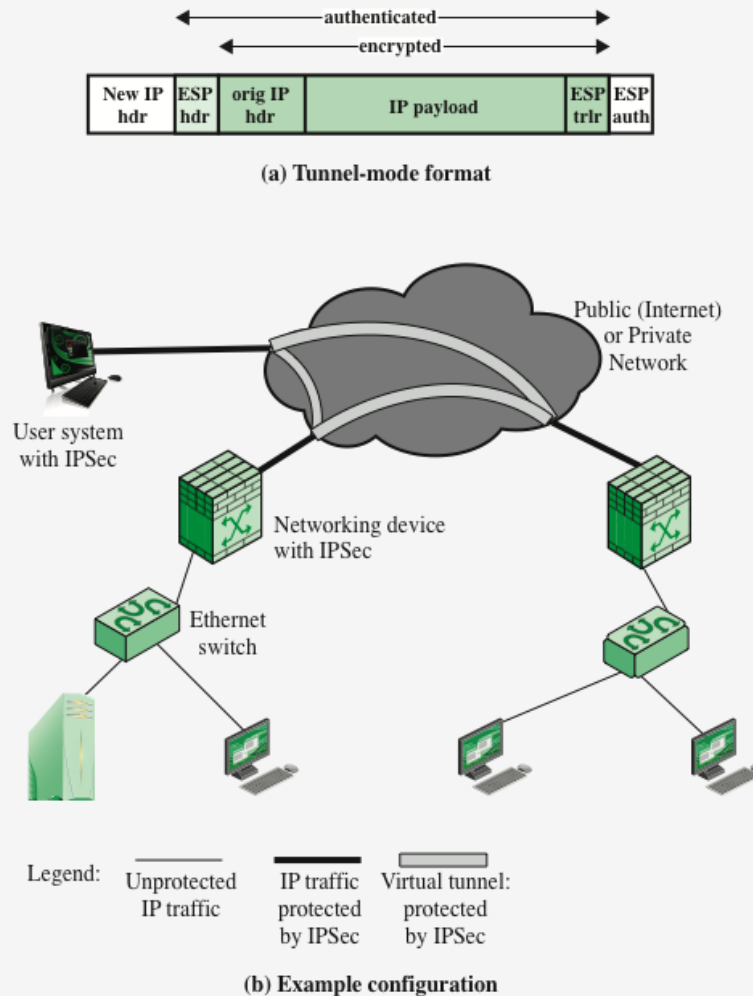 authenticated
encrypted
New IP hdr
ESP hdr
orig IP hdr
IP payload
ESP trlr
ESP auth
(a) Tunnel-mode format
Public (Internet)
or Private
Network
User system
with IPSec
Networking device
with IPSec
Ethernet
switch
Legend:
Unprotected
IP traffic
IP traffic
protected
by IPSec
Virtual tunnel:
protected
by IPSec
(b) Example configuration